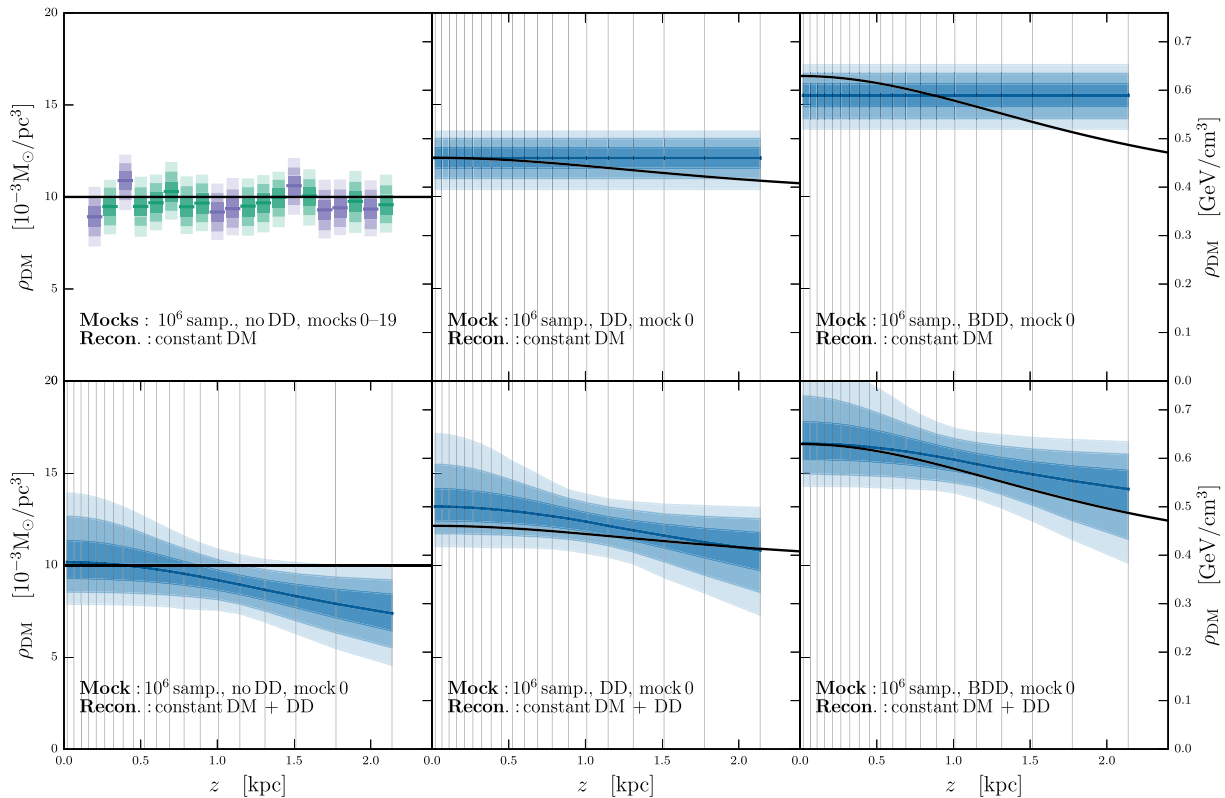 20
15
10
5
ρ_DM [10⁻³M⊙/pc³]
Mocks : 10⁶ samp., no DD, mocks 0–19
Recon. : constant DM
Mock : 10⁶ samp., DD, mock 0
Recon. : constant DM
Mock : 10⁶ samp., BDD, mock 0
Recon. : constant DM
0.7
0.6
0.5
0.4
0.3
0.2
0.1
0.0
ρ_DM [GeV/cm³]
20
15
10
5
0
ρ_DM [10⁻³M⊙/pc³]
Mock : 10⁶ samp., no DD, mock 0
Recon. : constant DM + DD
Mock : 10⁶ samp., DD, mock 0
Recon. : constant DM + DD
Mock : 10⁶ samp., BDD, mock 0
Recon. : constant DM + DD
0.7
0.6
0.5
0.4
0.3
0.2
0.1
0.0
ρ_DM [GeV/cm³]
0.0 0.5 1.0 1.5 2.0 0.0 0.5 1.0 1.5 2.0 0.0 0.5 1.0 1.5 2.0
z [kpc] z [kpc] z [kpc]